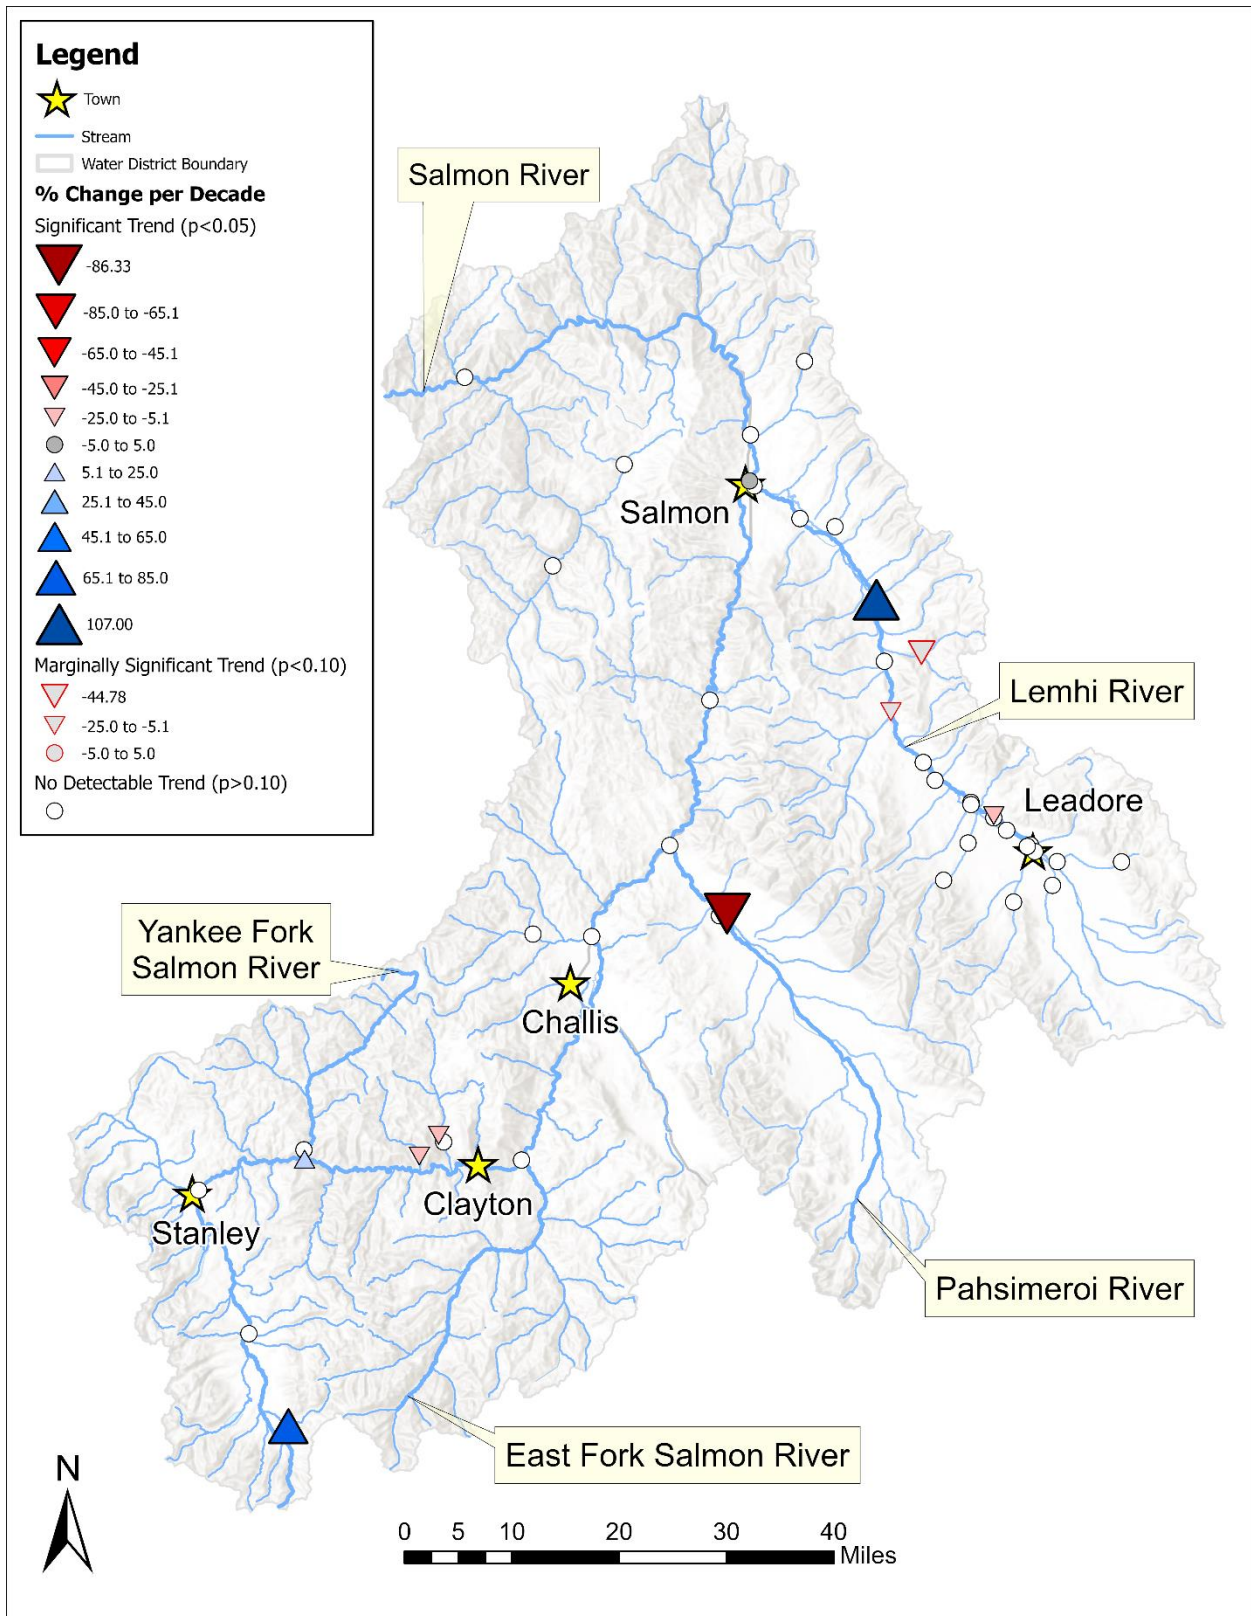 Legend
Town
Stream
Water District Boundary
% Change per Decade
Significant Trend (p<0.05)
-86.33
-85.0 to -65.1
-65.0 to -45.1
-45.0 to -25.1
-25.0 to -5.1
-5.0 to 5.0
5.1 to 25.0
25.1 to 45.0
45.1 to 65.0
65.1 to 85.0
107.00
Marginally Significant Trend (p<0.10)
-44.78
-25.0 to -5.1
-5.0 to 5.0
No Detectable Trend (p>0.10)
Salmon River
Salmon
Lemhi River
Leadore
Yankee Fork
Salmon River
Challis
Clayton
Stanley
Pahsimeroi River
East Fork Salmon River
N
0 5 10 20 30 40
Miles